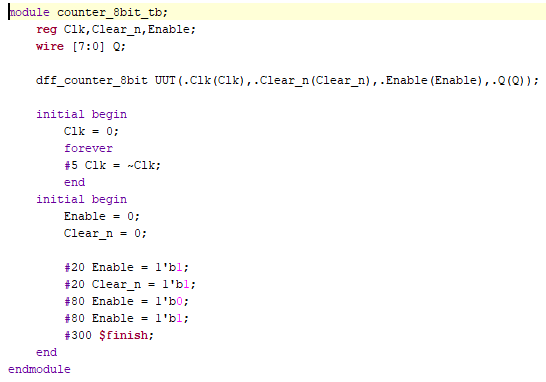 module counter_8bit_tb;
reg Clk,Clear_n,Enable;
wire [7:0] Q;
dff_counter_8bit UUT(.Clk(Clk),.Clear_n(Clear_n),.Enable(Enable),.Q(Q));
initial begin
Clk = 0;
forever
#5 Clk = ~Clk;
end
initial begin
Enable = 0;
Clear_n = 0;
#20 Enable = 1'b1;
#20 Clear_n = 1'b1;
#80 Enable = 1'b0;
#80 Enable = 1'b1;
#300 $finish;
end
endmodule